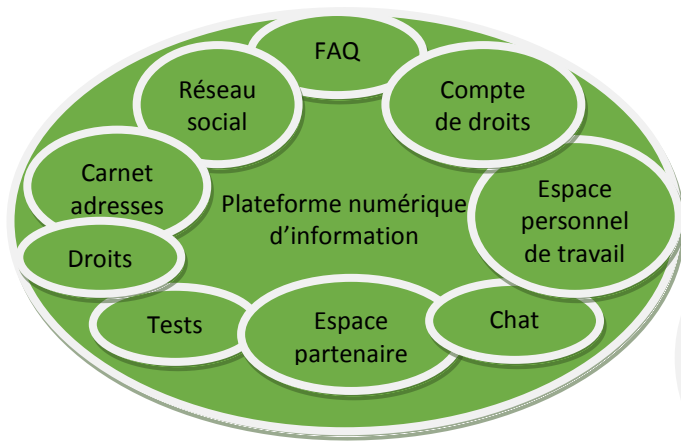 FAQ
Réseau
social
Compte
de droits
Carnet
adresses
Plateforme numérique
d’information
Espace
personnel
de travail
Droits
Tests
Espace
partenaire
Chat